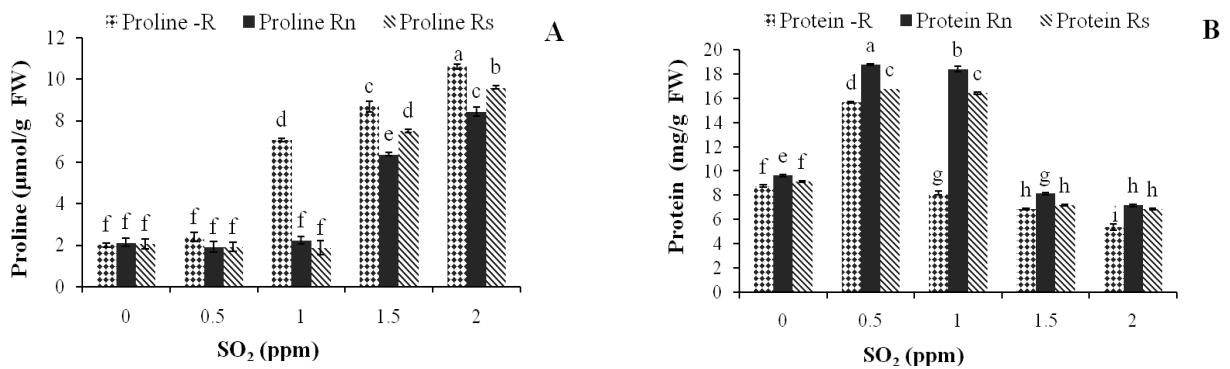 Proline -R Proline Rn Proline Rs
A
12
10
8
6
4
2
0
Proline (µmol/g FW)
f f f f f f d f f c e d a c b
0 0.5 1 1.5 2
SO₂ (ppm)
Protein -R Protein Rn Protein Rs
B
20
18
16
14
12
10
8
6
4
2
0
Protein (mg/g FW)
f e f d a c g b c h g h i h h
0 0.5 1 1.5 2
SO₂ (ppm)